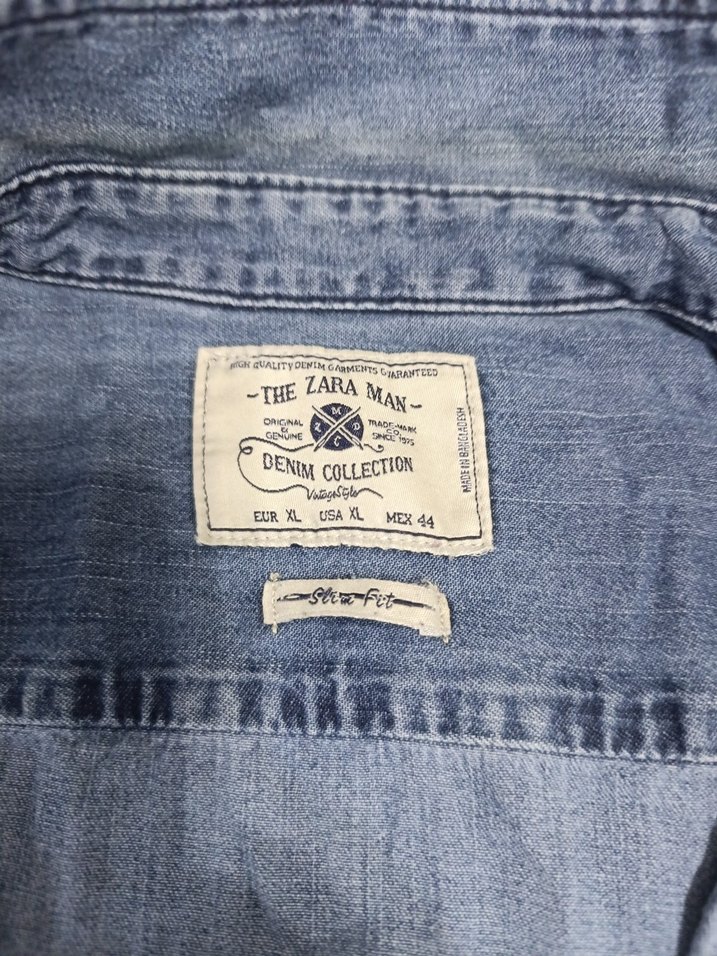 HIGH QUALITY DENIM GARMENTS GUARANTEED
-THE ZARA MAN-
ORIGINAL & GENUINE
Z M D C
TRADE-MARK CO. SINCE 1975
DENIM COLLECTION
Vintage Style
EUR XL USA XL MEX 44
MADE IN BANGLADESH
Slim Fit